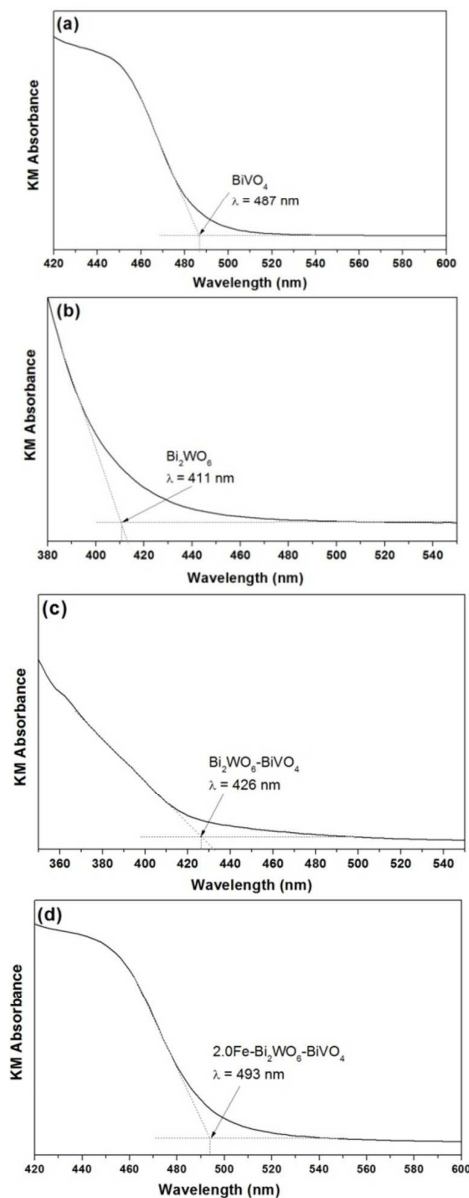 (a)
KM Absorbance
BiVO₄
λ = 487 nm
420 440 460 480 500 520 540 560 580 600
Wavelength (nm)
(b)
KM Absorbance
Bi₂WO₆
λ = 411 nm
380 400 420 440 460 480 500 520 540
Wavelength (nm)
(c)
KM Absorbance
Bi₂WO₆-BiVO₄
λ = 426 nm
360 380 400 420 440 460 480 500 520 540
Wavelength (nm)
(d)
KM Absorbance
2.0Fe-Bi₂WO₆-BiVO₄
λ = 493 nm
420 440 460 480 500 520 540 560 580 600
Wavelength (nm)